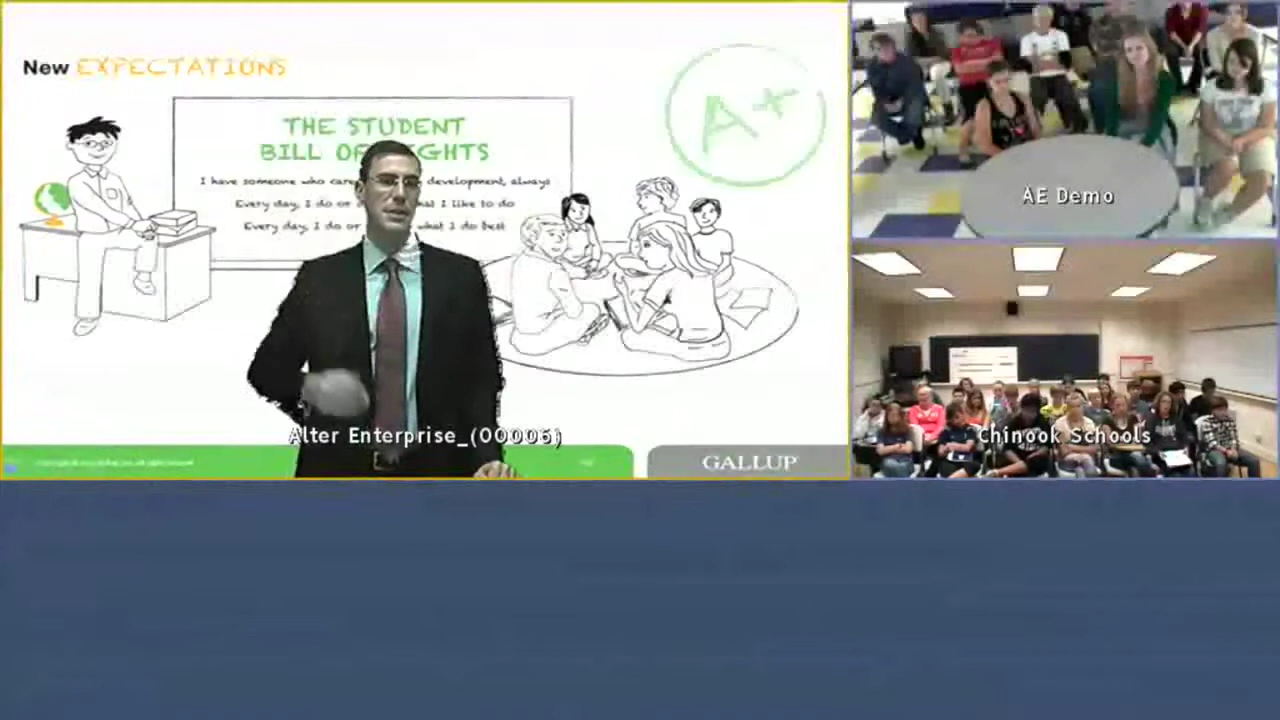 New EXPECTATIONS
A+
THE STUDENT
BILL OF RIGHTS
I have someone who development, always
Every day, I do or I like to do
Every day, I do or what I do best
Alter Enterprise_(00006)
GALLUP
AE Demo
Chinook Schools